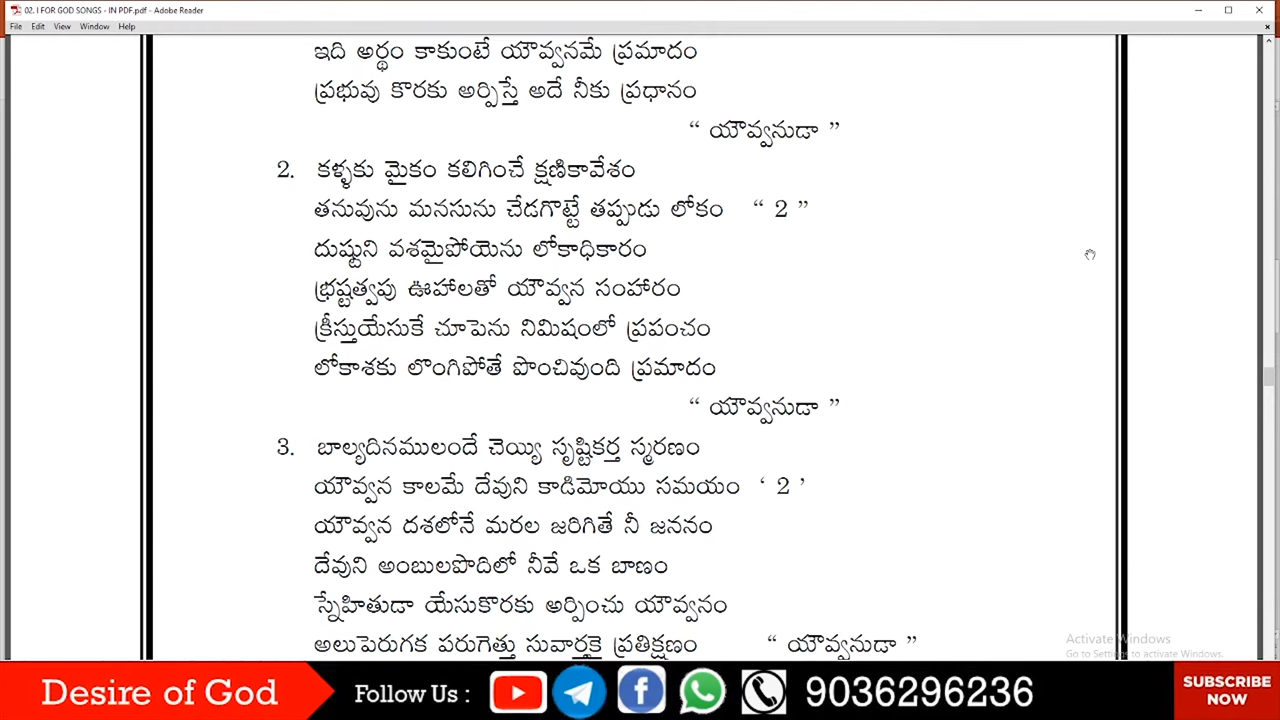 02. I FOR GOD SONGS - IN PDF.pdf - Adobe Reader
File Edit View Window Help
ఇది అర్థం కాకుంటే యౌవ్వనమే ప్రమాదం
ప్రభువు కొరకు అర్పిస్తే అదే నీకు ప్రధానం
“ యౌవ్వనుడా ”
2. కళ్ళకు మైకం కలిగించే క్షణికావేశం
తనువును మనసును చేడగొట్టే తప్పుడు లోకం “ 2 ”
దుష్టుని వశమైపోయెను లోకాధికారం
భ్రష్టత్వపు ఊహాలతో యౌవ్వన సంహారం
క్రీస్తుయేసుకే చూపెను నిమిషంలో ప్రపంచం
లోకాశకు లొంగిపోతే పొంచివుంది ప్రమాదం
“ యౌవ్వనుడా ”
3. బాల్యదినములందే చెయ్యి సృష్టికర్త స్మరణం
యౌవ్వన కాలమే దేవుని కాడిమోయు సమయం ‘ 2 ’
యౌవ్వన దశలోనే మరల జరిగితే నీ జననం
దేవుని అంబులపొదిలో నీవే ఒక బాణం
స్నేహితుడా యేసుకొరకు అర్పించు యౌవ్వనం
అలుపెరుగక పరుగెత్తు సువార్తకై ప్రతిక్షణం “ యౌవ్వనుడా ”
Activate Windows
Go to Settings to activate Windows.
Desire of God Follow Us : 9036296236 SUBSCRIBE
NOW